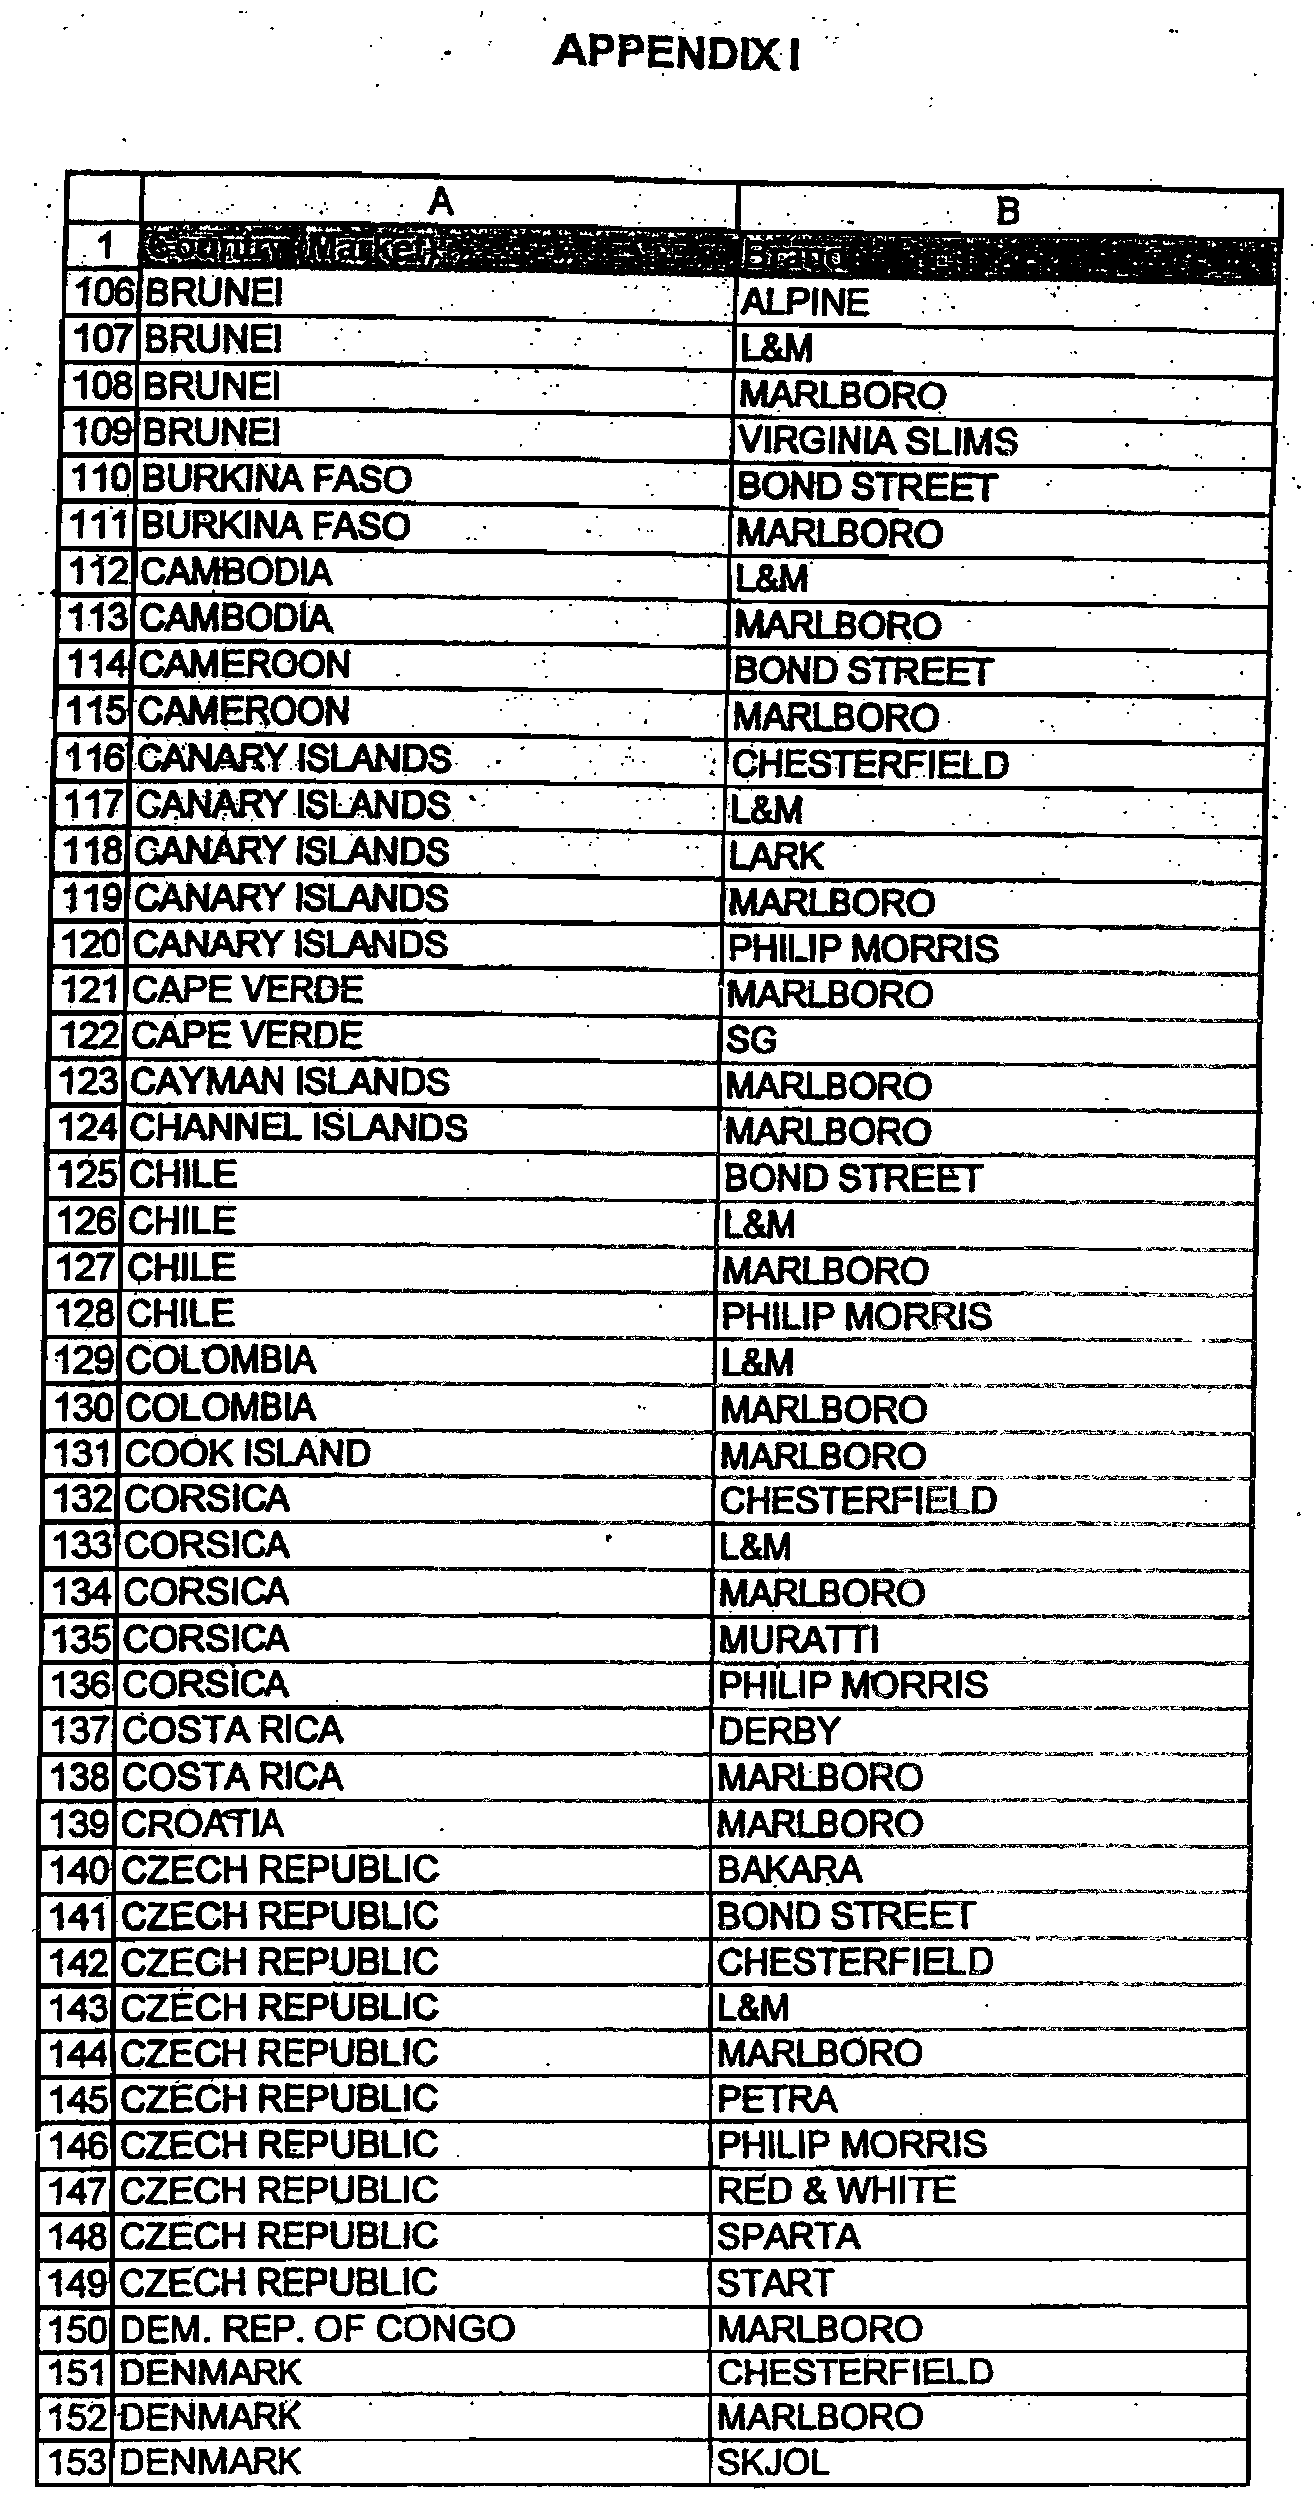 APPENDIX I
A B
1 Country (Market) Brand
106 BRUNEI ALPINE
107 BRUNEI L&M
108 BRUNEI MARLBORO
109 BRUNEI VIRGINIA SLIMS
110 BURKINA FASO BOND STREET
111 BURKINA FASO MARLBORO
112 CAMBODIA L&M
113 CAMBODIA MARLBORO
114 CAMEROON BOND STREET
115 CAMEROON MARLBORO
116 CANARY ISLANDS CHESTERFIELD
117 CANARY ISLANDS L&M
118 CANARY ISLANDS LARK
119 CANARY ISLANDS MARLBORO
120 CANARY ISLANDS PHILIP MORRIS
121 CAPE VERDE MARLBORO
122 CAPE VERDE SG
123 CAYMAN ISLANDS MARLBORO
124 CHANNEL ISLANDS MARLBORO
125 CHILE BOND STREET
126 CHILE L&M
127 CHILE MARLBORO
128 CHILE PHILIP MORRIS
129 COLOMBIA L&M
130 COLOMBIA MARLBORO
131 COOK ISLAND MARLBORO
132 CORSICA CHESTERFIELD
133 CORSICA L&M
134 CORSICA MARLBORO
135 CORSICA MURATTI
136 CORSICA PHILIP MORRIS
137 COSTA RICA DERBY
138 COSTA RICA MARLBORO
139 CROATIA MARLBORO
140 CZECH REPUBLIC BAKARA
141 CZECH REPUBLIC BOND STREET
142 CZECH REPUBLIC CHESTERFIELD
143 CZECH REPUBLIC L&M
144 CZECH REPUBLIC MARLBORO
145 CZECH REPUBLIC PETRA
146 CZECH REPUBLIC PHILIP MORRIS
147 CZECH REPUBLIC RED & WHITE
148 CZECH REPUBLIC SPARTA
149 CZECH REPUBLIC START
150 DEM. REP. OF CONGO MARLBORO
151 DENMARK CHESTERFIELD
152 DENMARK MARLBORO
153 DENMARK SKJOL